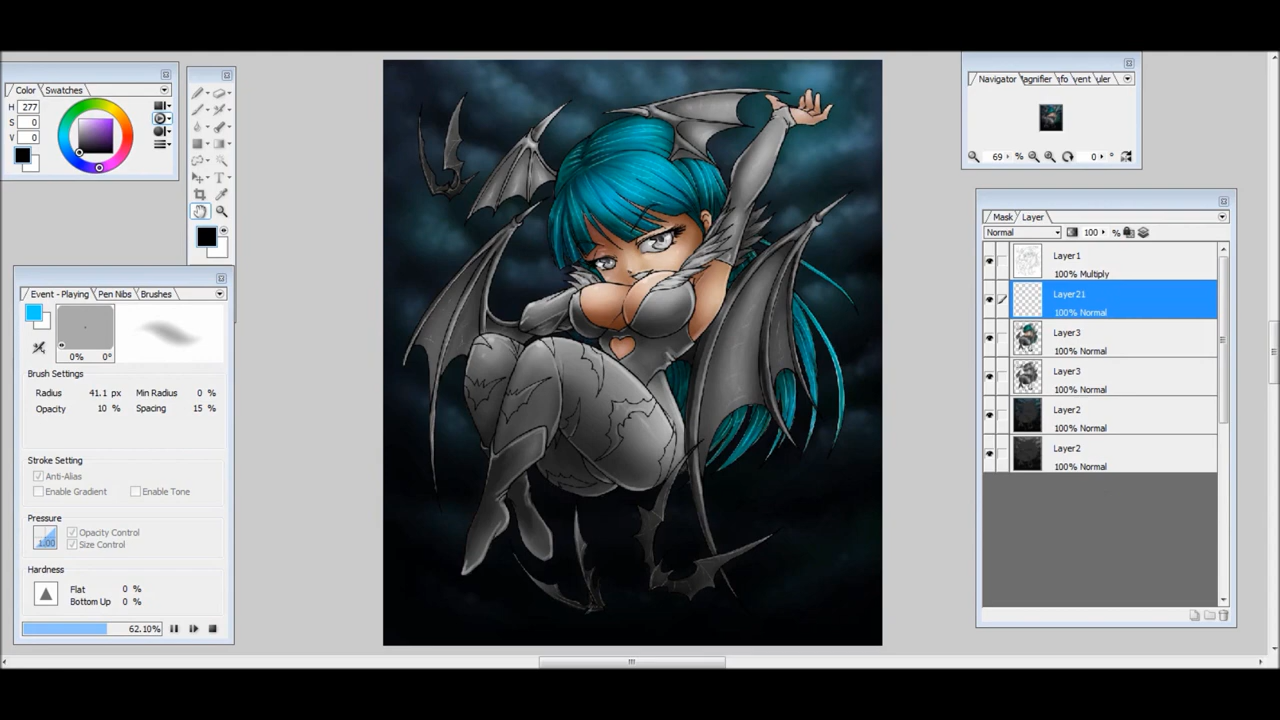 Color Swatches
H 277
S 0
V 0
T
Event - Playing Pen Nibs Brushes
0% 0°
Brush Settings
Radius 41.1 px Min Radius 0 %
Opacity 10 % Spacing 15 %
Stroke Setting
Anti-Alias
Enable Gradient Enable Tone
Pressure
1.00 Opacity Control
Size Control
Hardness
Flat 0 %
Bottom Up 0 %
62.10%
Navigator
69 % 0 °
Mask Layer
Normal 100 %
Layer1
100% Multiply
Layer21
100% Normal
Layer3
100% Normal
Layer3
100% Normal
Layer2
100% Normal
Layer2
100% Normal